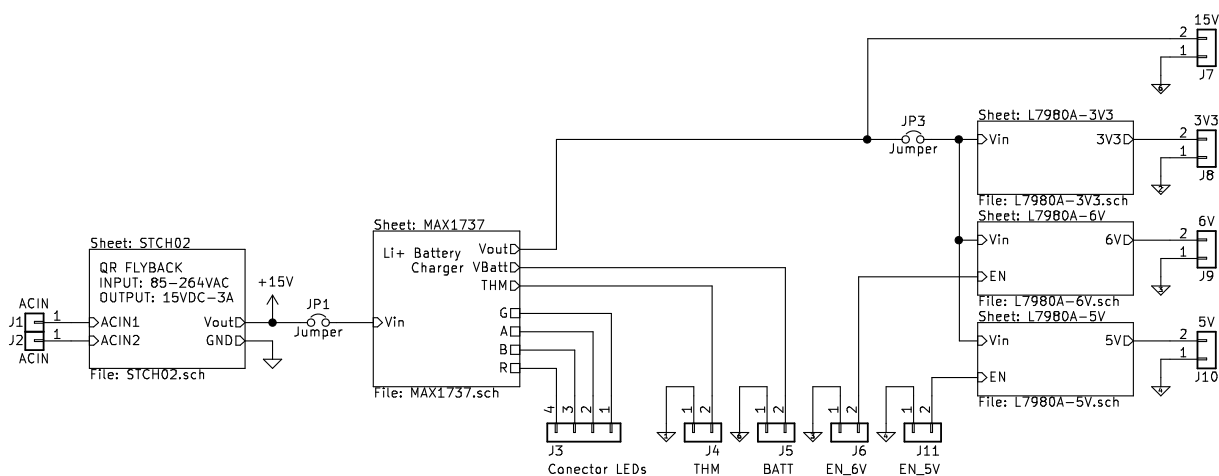 15V
2
1
J7
JP3
Jumper
Sheet: L7980A-3V3
Vin
3V3
File: L7980A-3V3.sch
3V3
2
1
J8
Sheet: L7980A-6V
Vin
6V
EN
File: L7980A-6V.sch
6V
2
1
J9
Sheet: L7980A-5V
Vin
5V
EN
File: L7980A-5V.sch
5V
2
1
J10
Sheet: MAX1737
Li+ Battery
Charger
Vin
Vout
VBatt
THM
G
A
B
R
File: MAX1737.sch
Sheet: STCH02
QR FLYBACK
INPUT: 85-264VAC
OUTPUT: 15VDC-3A
ACIN1
ACIN2
Vout
GND
File: STCH02.sch
+15V
JP1
Jumper
ACIN
J1
1
J2
1
ACIN
4
3
2
1
J3
Conector LEDs
1
2
J4
THM
1
2
J5
BATT
1
2
J6
EN_6V
1
2
J11
EN_5V